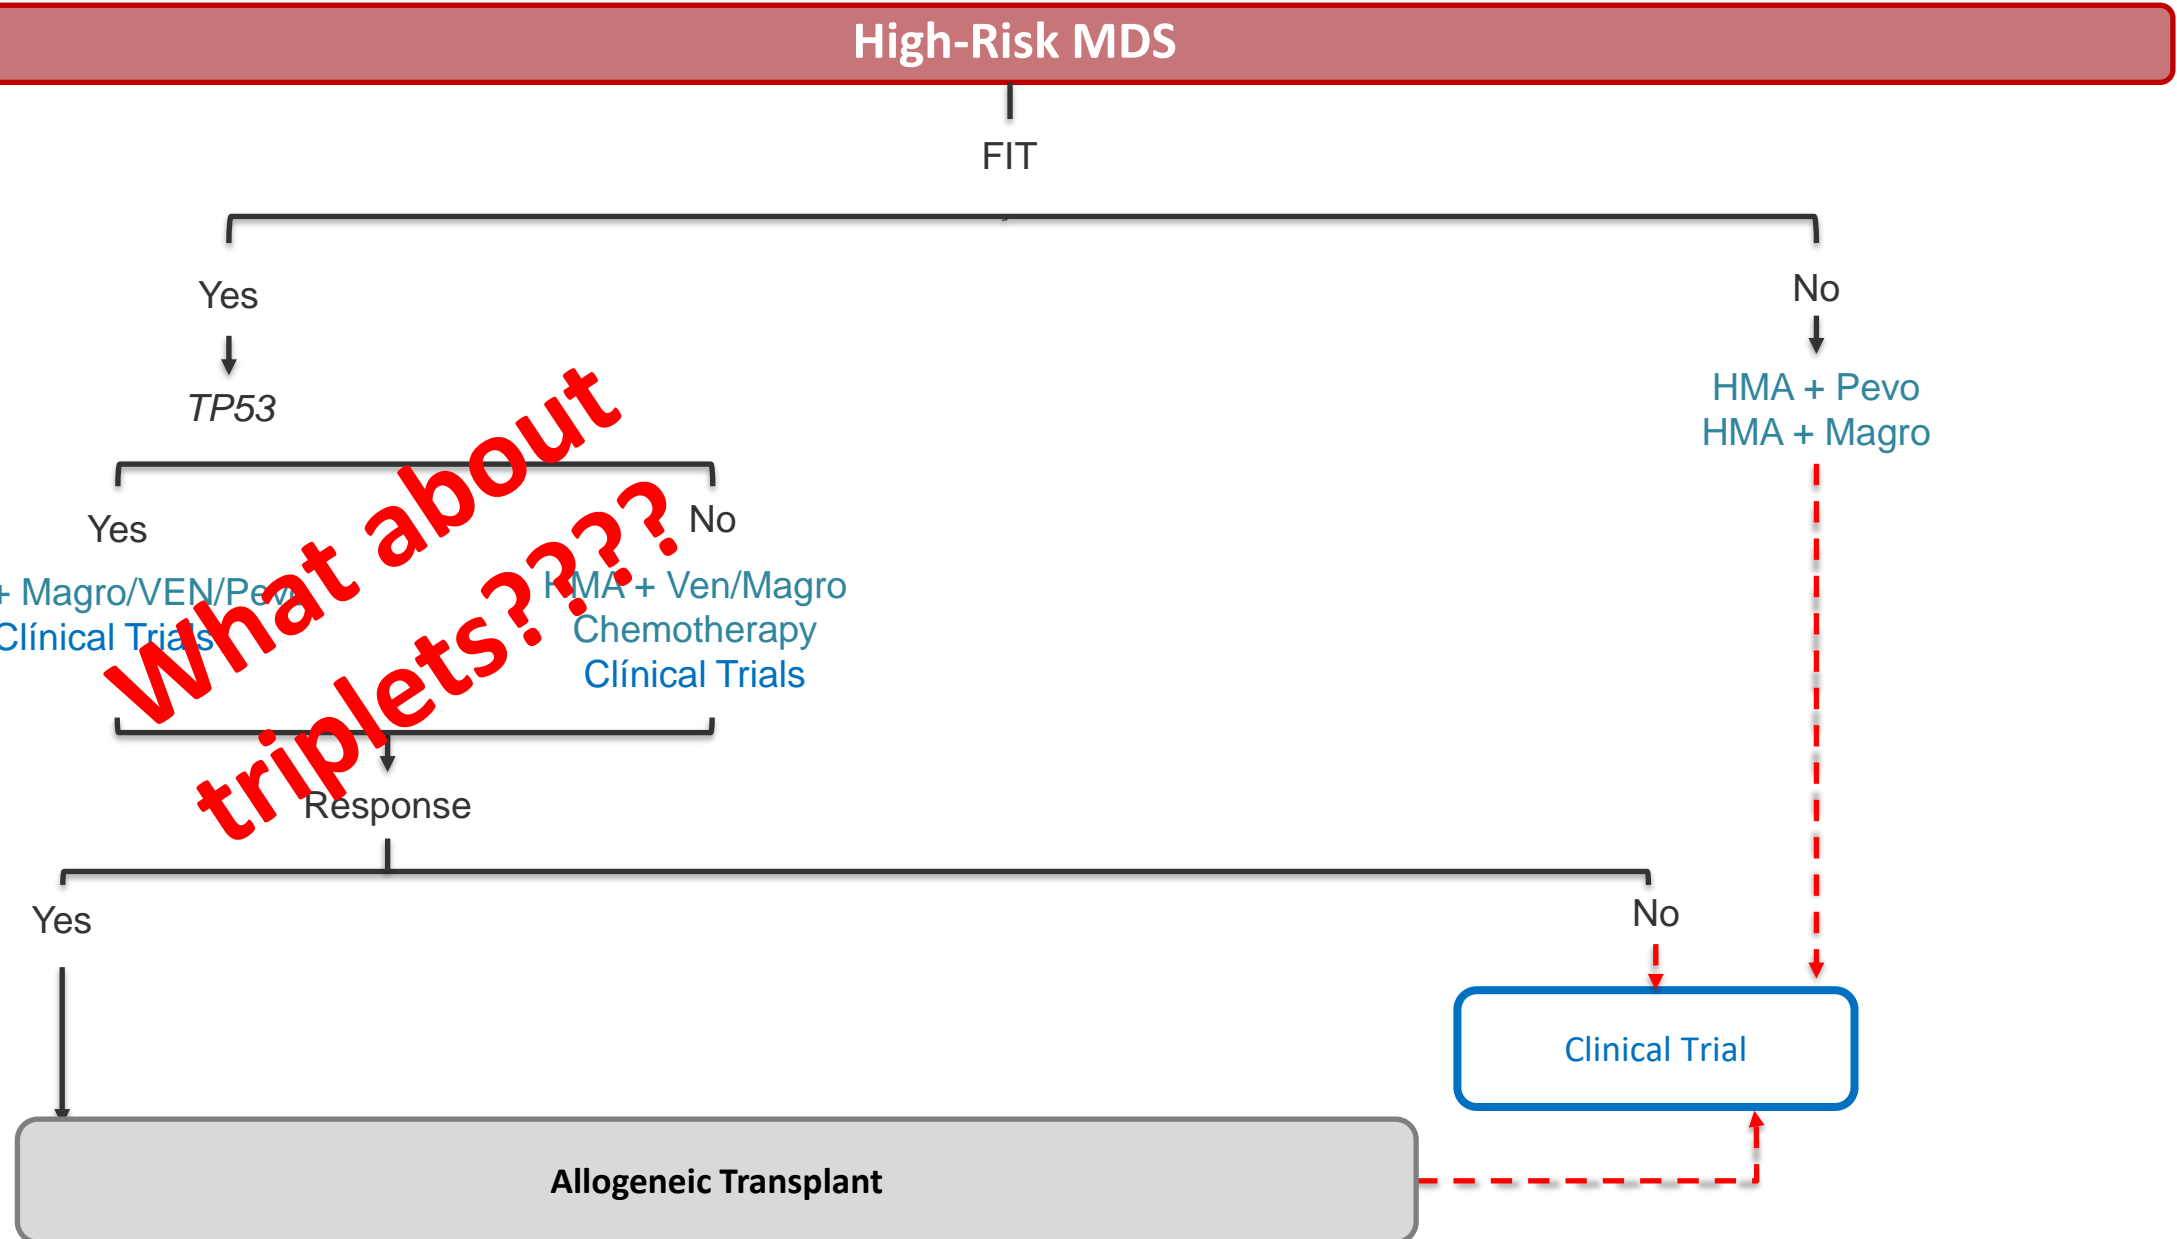 High-Risk MDS
FIT
Yes
No
TP53
HMA + Pevo
HMA + Magro
What about
triplets????
Yes
No
+ Magro/VEN/Pevo
Clínical Trials
HMA + Ven/Magro
Chemotherapy
Clínical Trials
Response
Yes
No
Clinical Trial
Allogeneic Transplant